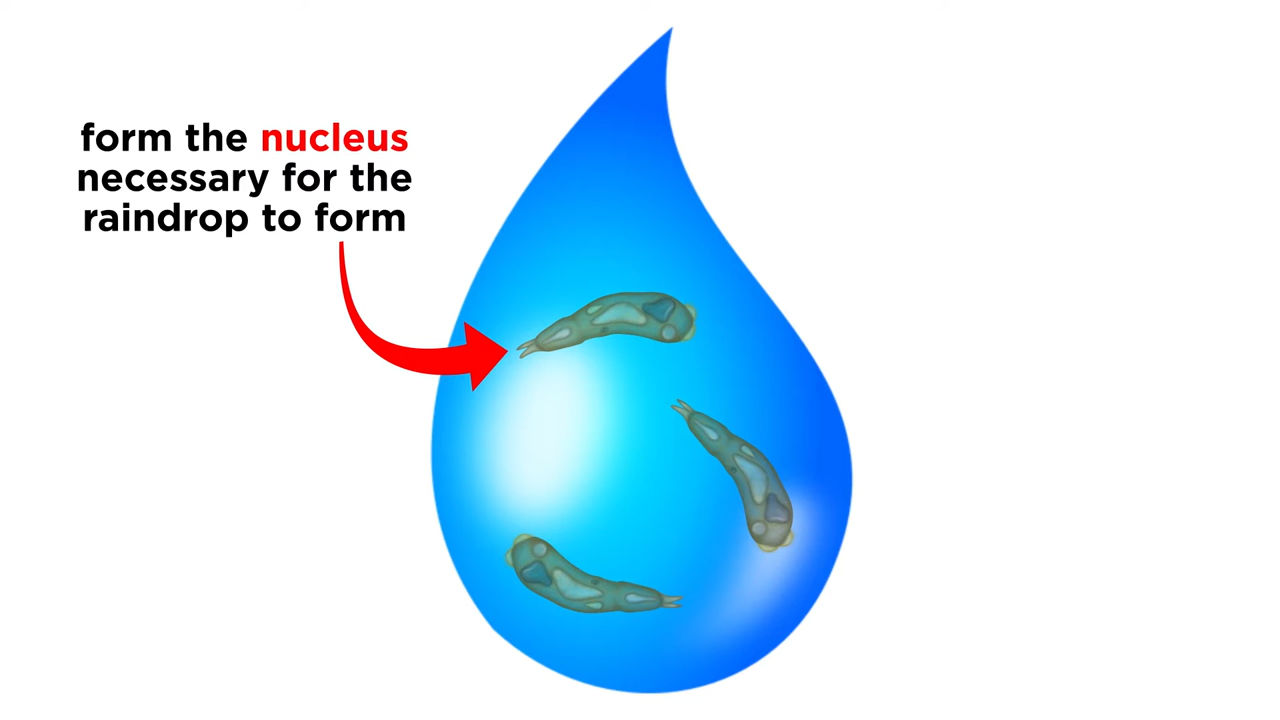 form the nucleus
necessary for the
raindrop to form